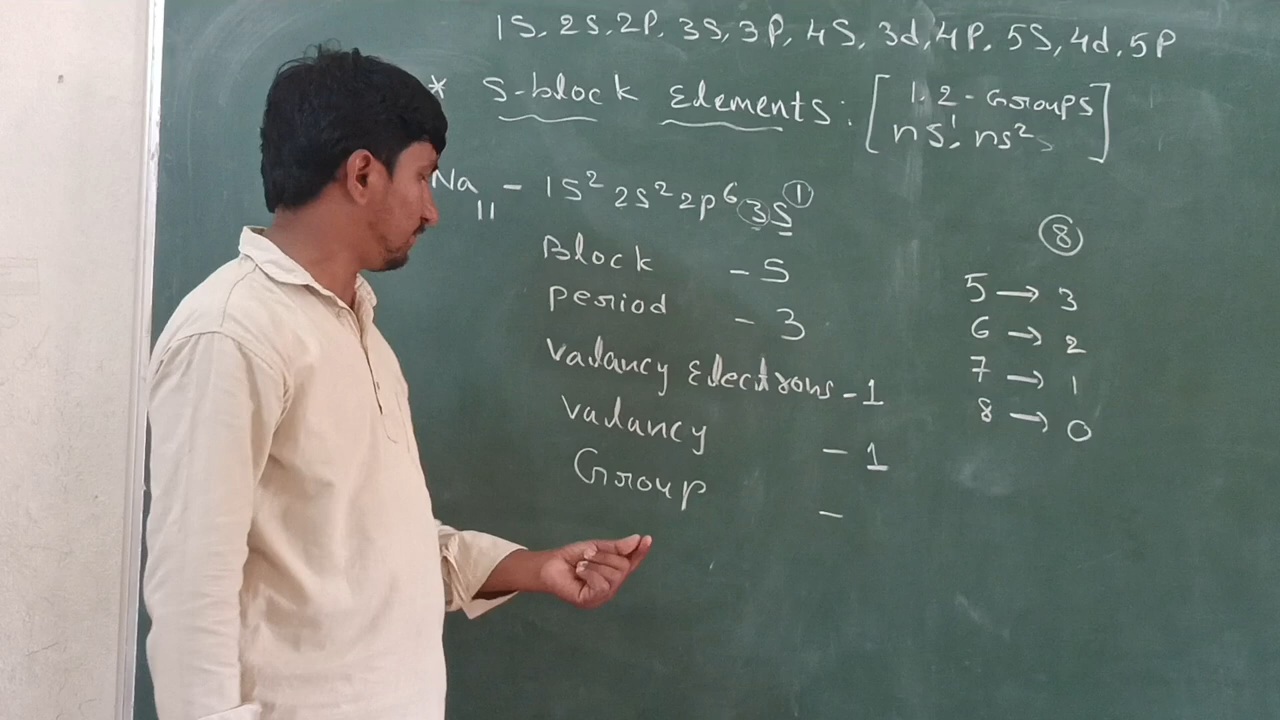 1S, 2S, 2P, 3S, 3P, 4S, 3d, 4P, 5S, 4d, 5P
* S-block Elements: [1, 2 - Groups
ns¹, ns²]
Na₁₁ - 1S² 2S² 2p⁶ 3S¹
Block - S
period - 3
Valancy Electrons - 1
Valancy - 1
Group -
8
5 → 3
6 → 2
7 → 1
8 → 0